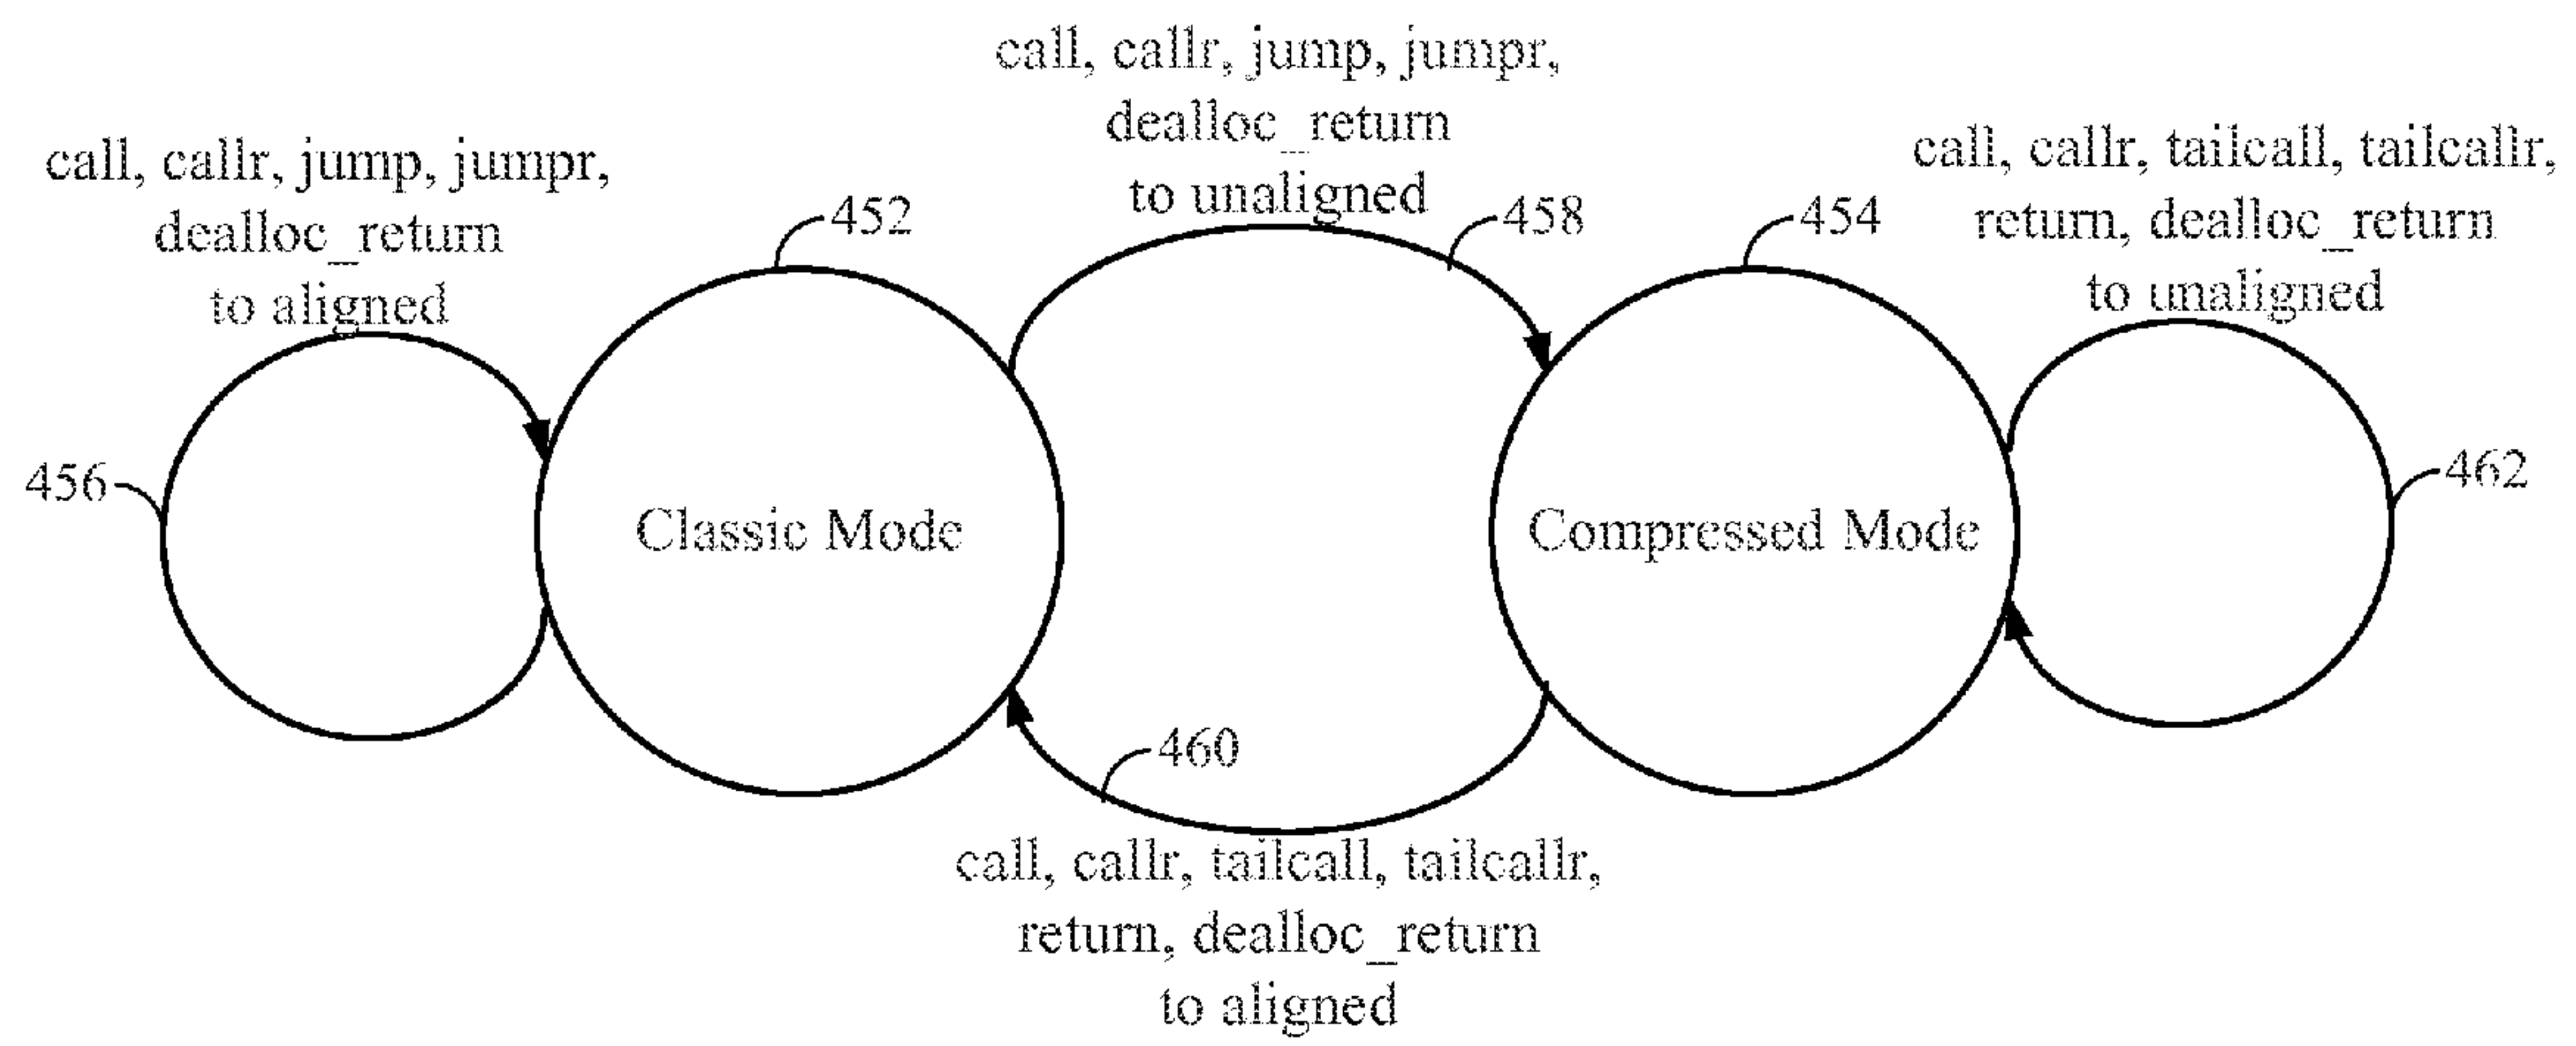 call, callr, jump, jumpr,
dealloc_return
to unaligned
call, callr, jump, jumpr,
dealloc_return
to aligned
452
458
454
call, callr, tailcall, tailcallr,
return, dealloc_return
to unaligned
456
Classic Mode
Compressed Mode
462
460
call, callr, tailcall, tailcallr,
return, dealloc_return
to aligned